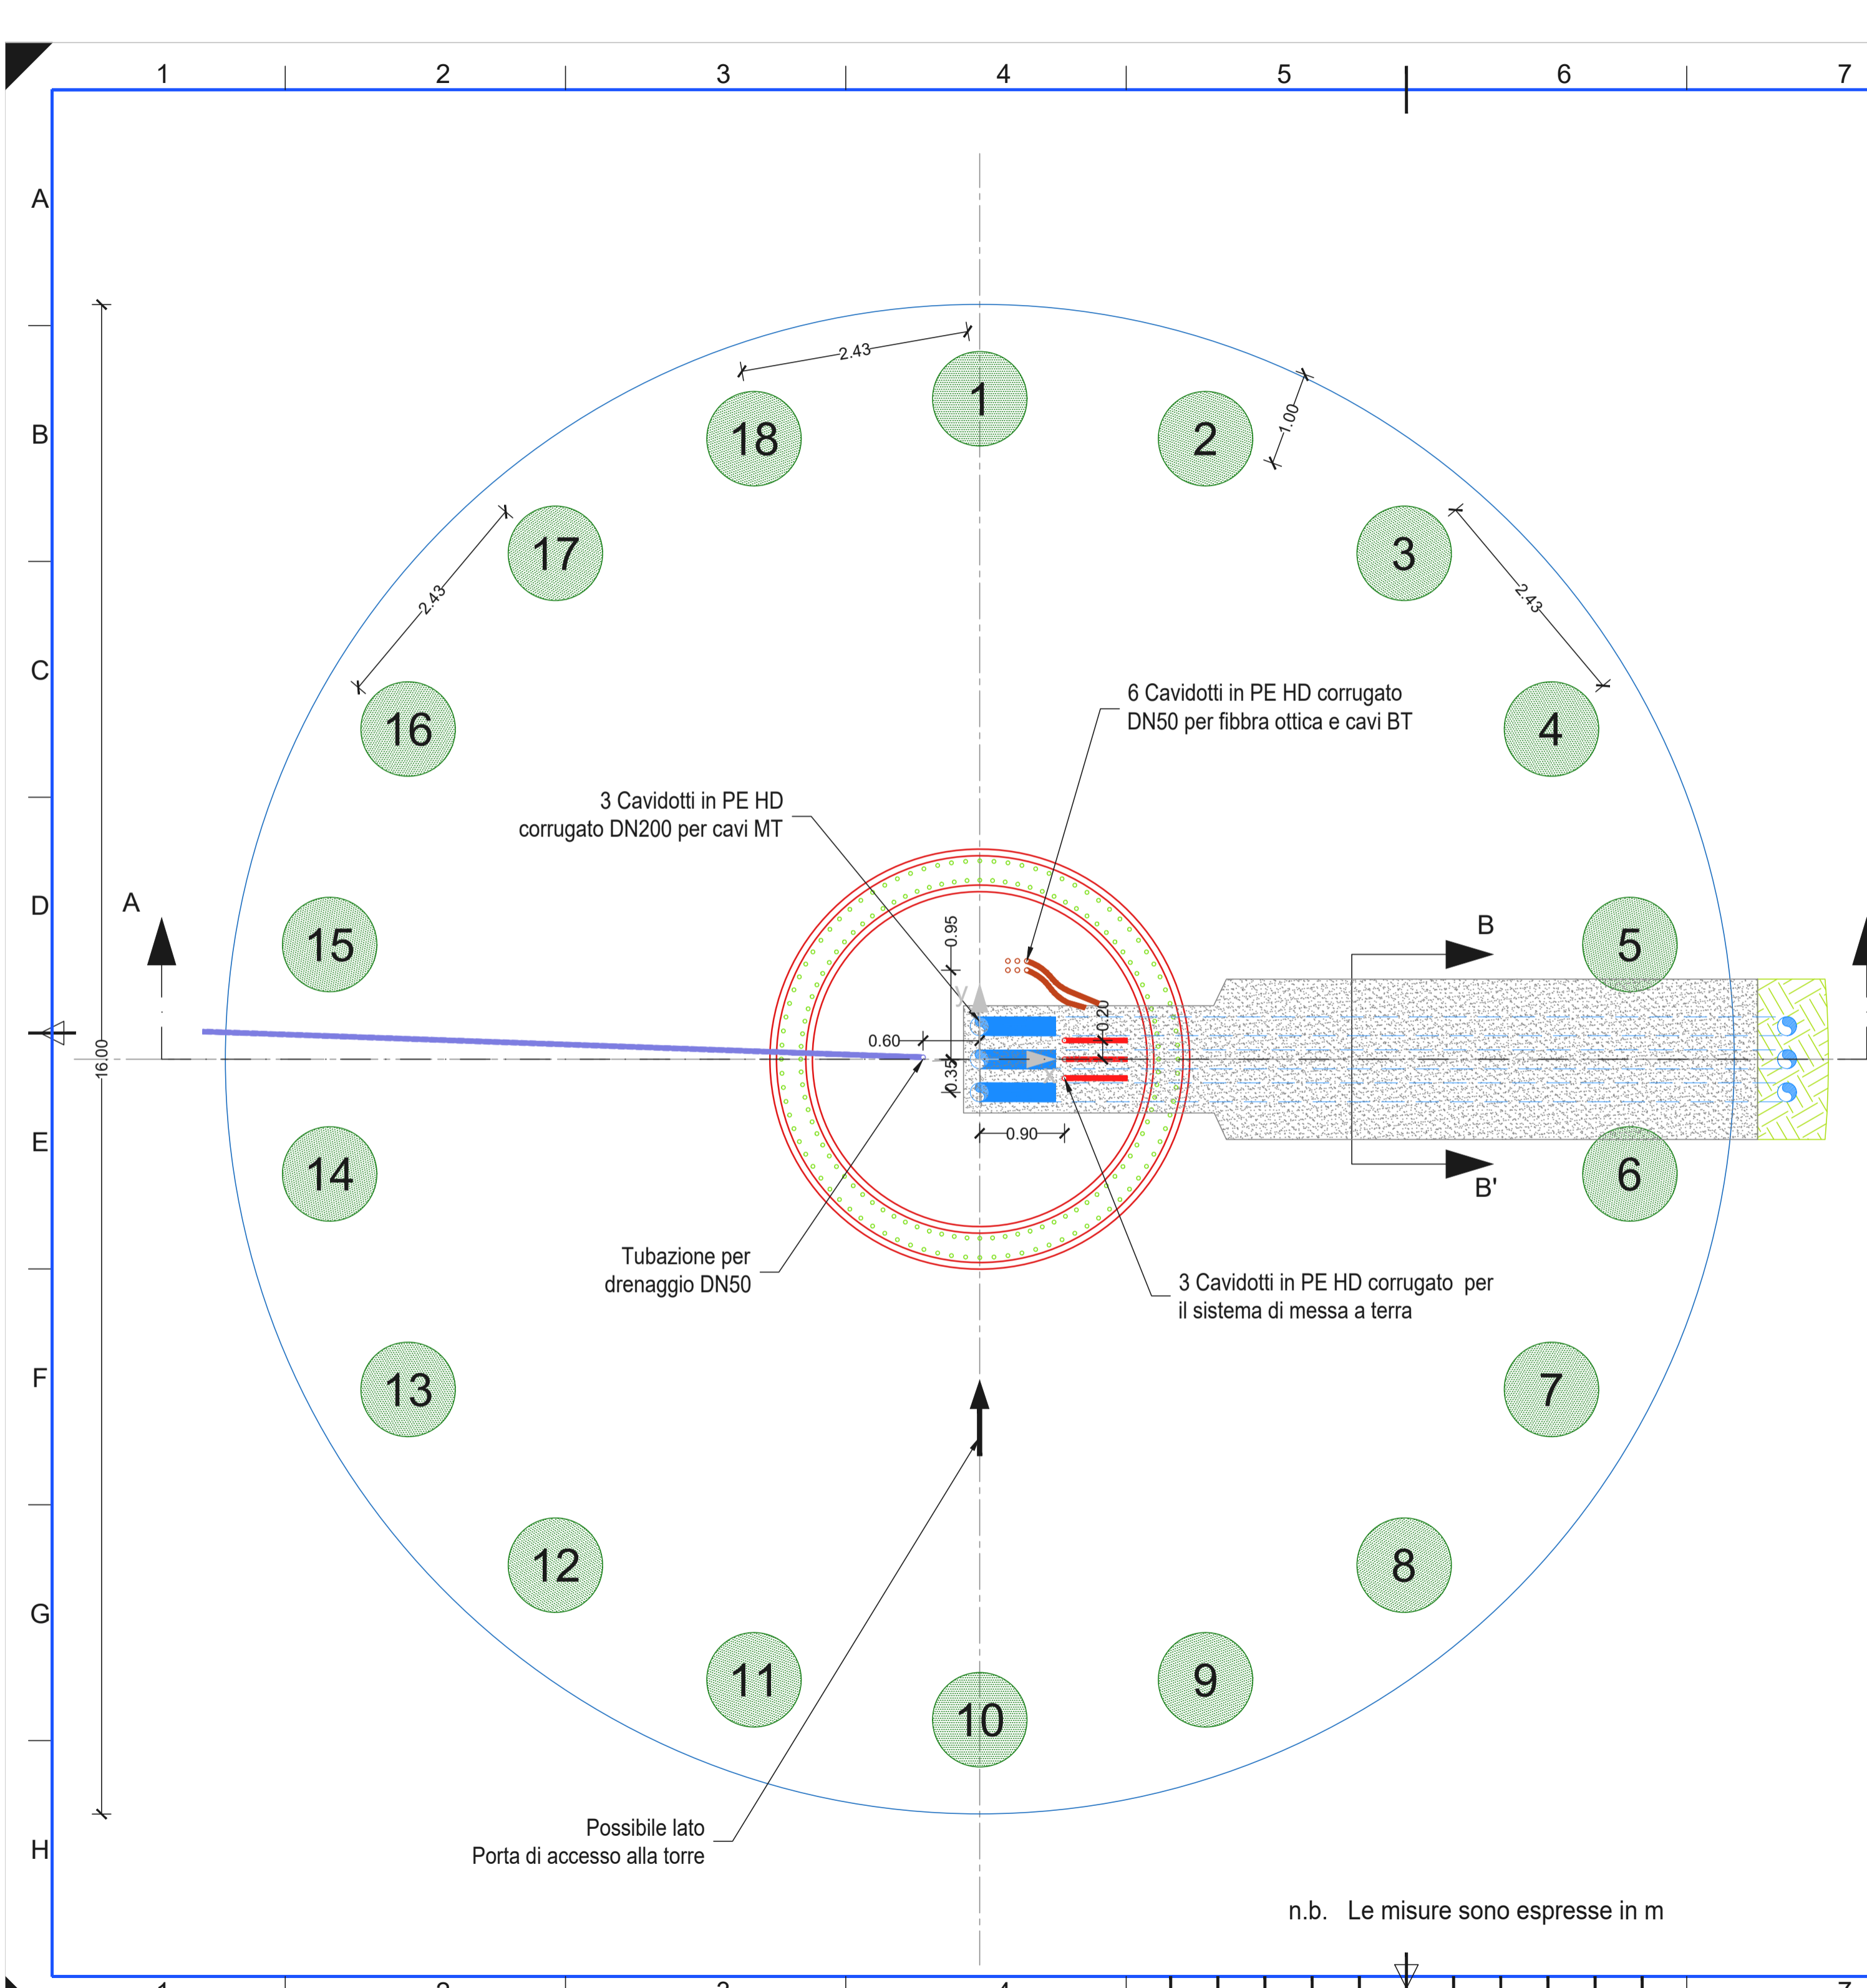 1 2 3 4 5 6 7
A
B
C
D
E
F
G
H
2.43
1.00
2.43
2.43
16.00
1
2
3
4
5
6
7
8
9
10
11
12
13
14
15
16
17
18
6 Cavidotti in PE HD corrugato
DN50 per fibbra ottica e cavi BT
3 Cavidotti in PE HD
corrugato DN200 per cavi MT
A
B
B'
0.95
y
0.60
0.20
0.35
0.90
Tubazione per
drenaggio DN50
3 Cavidotti in PE HD corrugato per
il sistema di messa a terra
Possibile lato
Porta di accesso alla torre
n.b. Le misure sono espresse in m